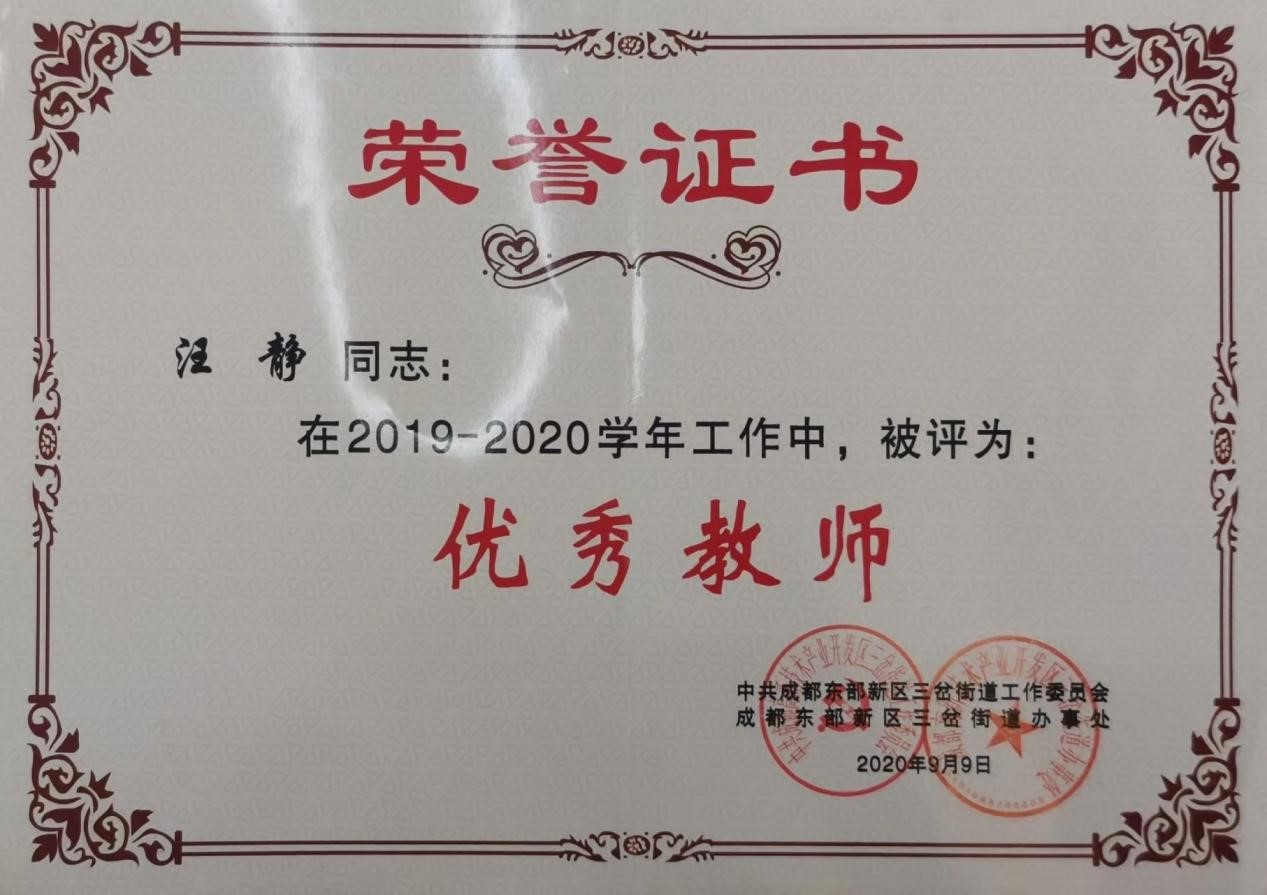 荣誉证书
汪 静 同志：
在2019-2020学年工作中，被评为：
优秀教师
中共成都东部新区三岔街道工作委员会
成都东部新区三岔街道办事处
2020年9月9日